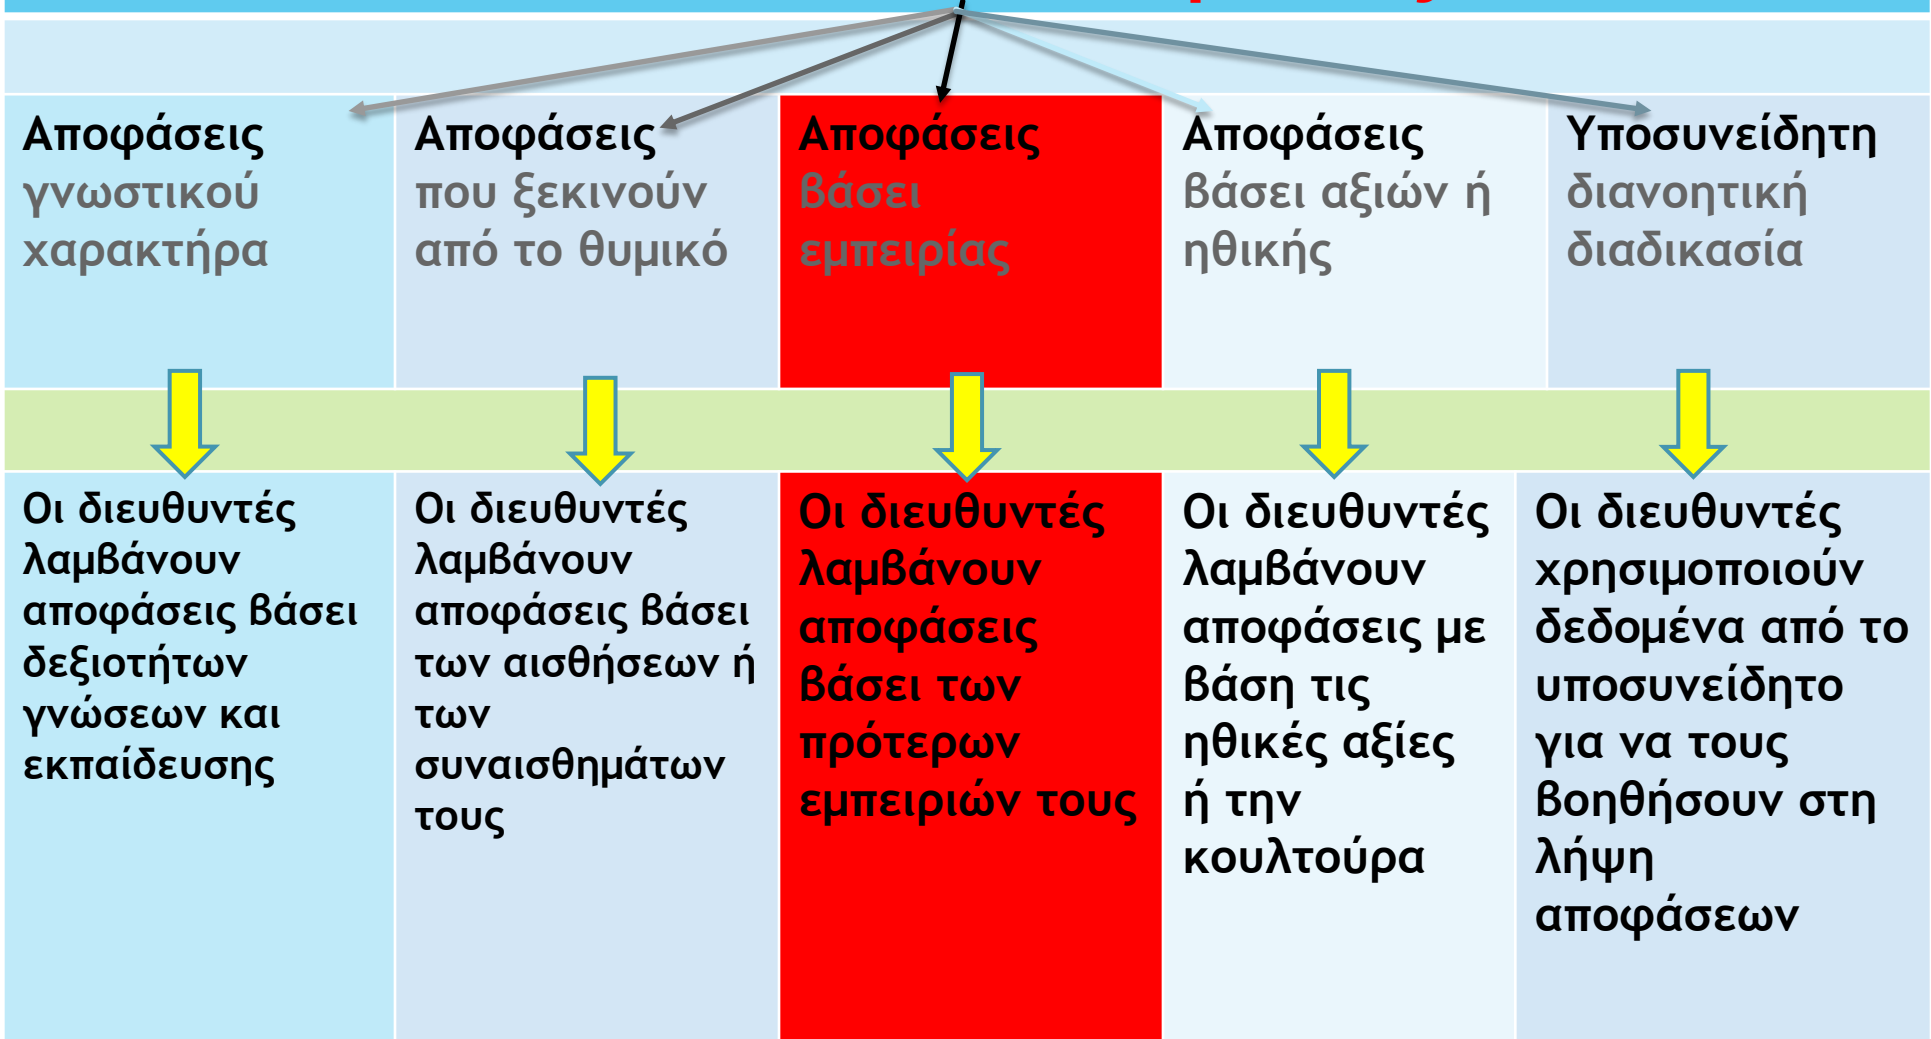 Αποφάσεις
γνωστικού
χαρακτήρα
Αποφάσεις
που ξεκινούν
από το θυμικό
Αποφάσεις
βάσει
εμπειρίας
Αποφάσεις
βάσει αξιών ή
ηθικής
Υποσυνείδητη
διανοητική
διαδικασία
Οι διευθυντές
λαμβάνουν
αποφάσεις βάσει
δεξιοτήτων
γνώσεων και
εκπαίδευσης
Οι διευθυντές
λαμβάνουν
αποφάσεις βάσει
των αισθήσεων ή
των
συναισθημάτων
τους
Οι διευθυντές
λαμβάνουν
αποφάσεις
βάσει των
πρότερων
εμπειριών τους
Οι διευθυντές
λαμβάνουν
αποφάσεις με
βάση τις
ηθικές αξίες
ή την
κουλτούρα
Οι διευθυντές
χρησιμοποιούν
δεδομένα από το
υποσυνείδητο
για να τους
βοηθήσουν στη
λήψη
αποφάσεων